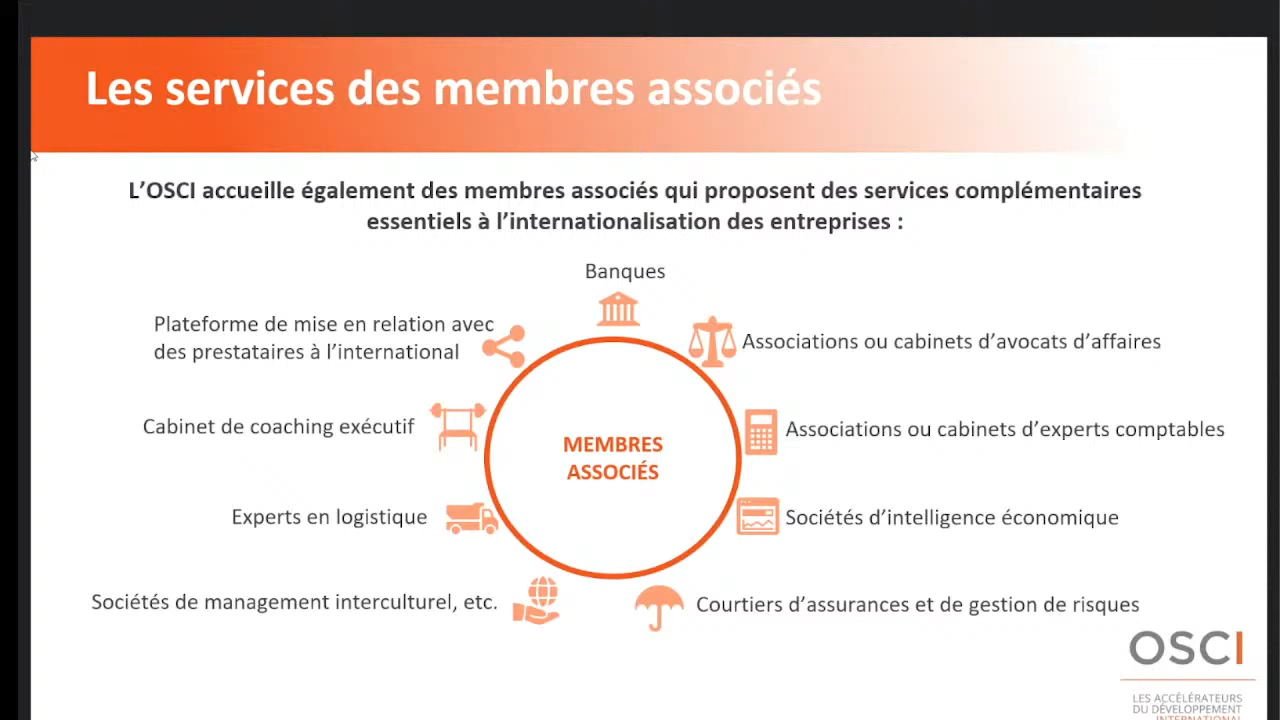 Les services des membres associés
L’OSCI accueille également des membres associés qui proposent des services complémentaires
essentiels à l’internationalisation des entreprises :
Banques
Plateforme de mise en relation avec
des prestataires à l’international
Associations ou cabinets d’avocats d’affaires
Cabinet de coaching exécutif
Associations ou cabinets d’experts comptables
MEMBRES
ASSOCIÉS
Experts en logistique
Sociétés d’intelligence économique
Sociétés de management interculturel, etc.
Courtiers d’assurances et de gestion de risques
OSCI
LES ACCÉLÉRATEURS
DU DÉVELOPPEMENT
INTERNATIONAL